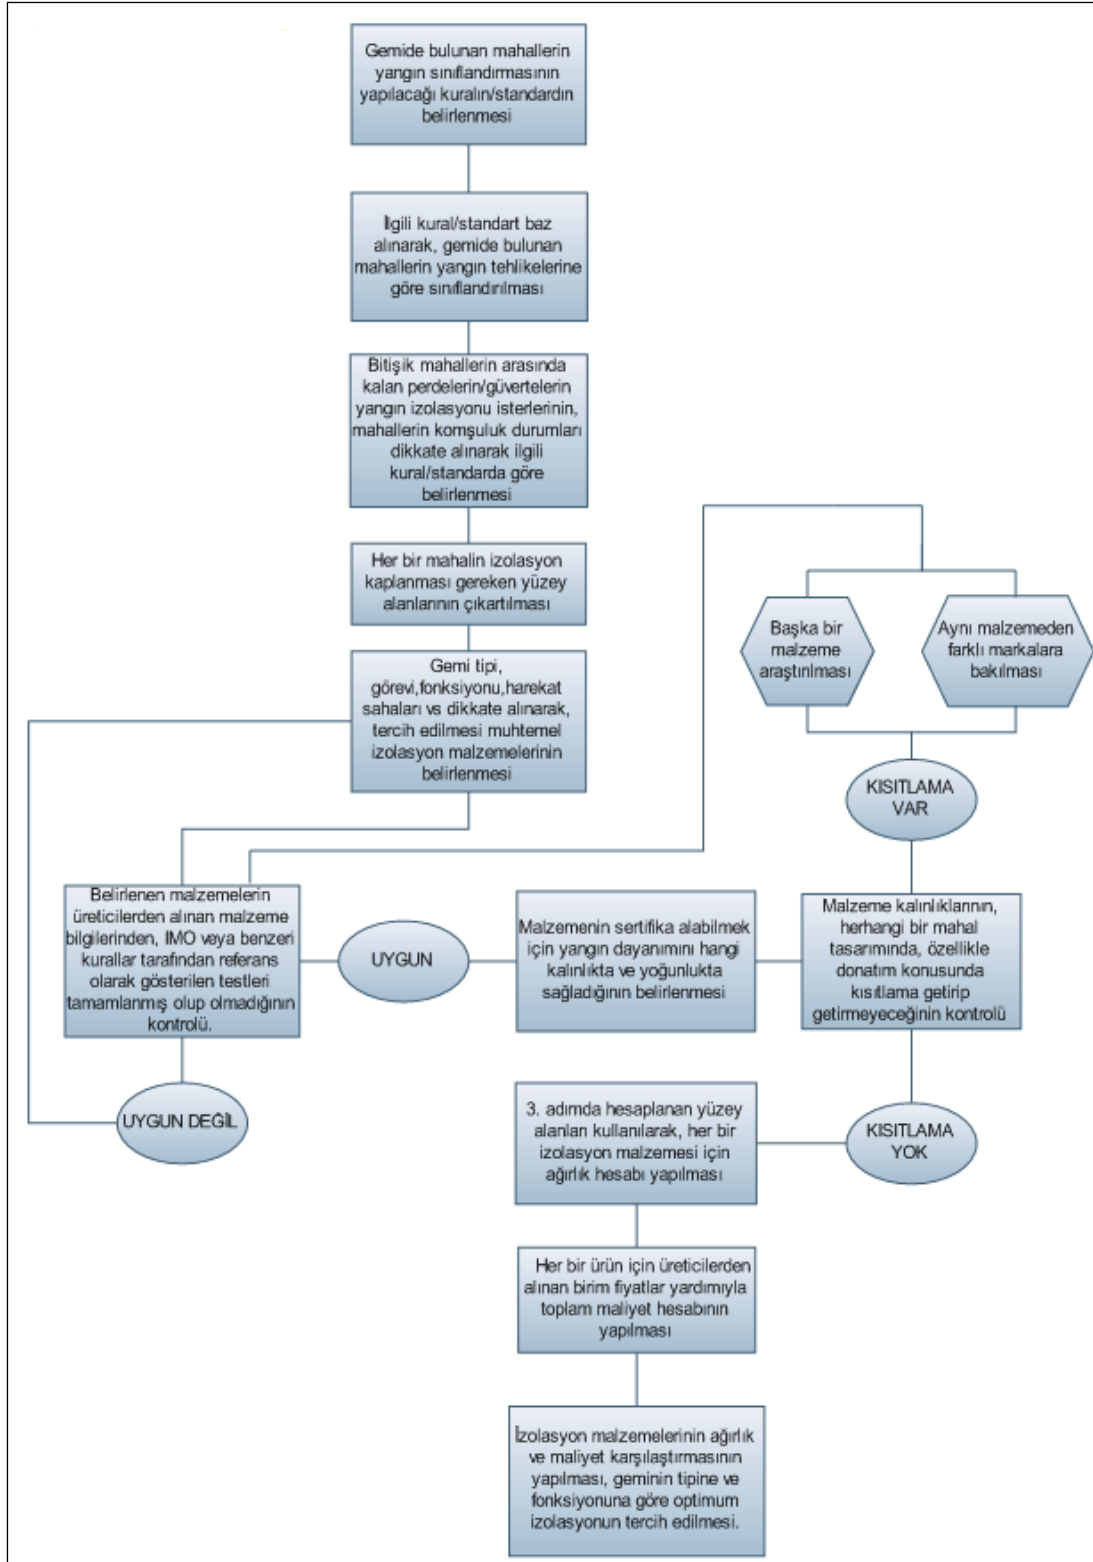 Gemide bulunan mahallerin
yangın sınıflandırmasının
yapılacağı kuralın/standardın
belirlenmesi
İlgili kural/standart baz
alınarak, gemide bulunan
mahallerin yangın tehlikelerine
göre sınıflandırılması
Bitişik mahallerin arasında
kalan perdelerin/güvertelerin
yangın izolasyonu isterlerinin,
mahallerin komşuluk durumları
dikkate alınarak ilgili
kural/standarda göre
belirlenmesi
Her bir mahalin izolasyon
kaplanması gereken yüzey
alanlarının çıkartılması
Gemi tipi,
görevi,fonksiyonu,harekat
sahaları vs dikkate alınarak,
tercih edilmesi muhtemel
izolasyon malzemelerinin
belirlenmesi
Başka bir
malzeme
araştırılması
Aynı malzemeden
farklı markalara
bakılması
KISITLAMA
VAR
Belirlenen malzemelerin
üreticilerden alınan malzeme
bilgilerinden, IMO veya benzeri
kurallar tarafından referans
olarak gösterilen testleri
tamamlanmış olup olmadığının
kontrolü.
UYGUN
Malzemenin sertifika alabilmek
için yangın dayanımını hangi
kalınlıkta ve yoğunlukta
sağladığının belirlenmesi
Malzeme kalınlıklarının,
herhangi bir mahal
tasarımında, özellikle
donatım konusunda
kısıtlama getirip
getirmeyeceğinin kontrolü
UYGUN DEĞİL
3. adımda hesaplanan yüzey
alanları kullanılarak, her bir
izolasyon malzemesi için
ağırlık hesabı yapılması
KISITLAMA
YOK
Her bir ürün için üreticilerden
alınan birim fiyatlar yardımıyla
toplam maliyet hesabının
yapılması
İzolasyon malzemelerinin ağırlık
ve maliyet karşılaştırmasının
yapılması, geminin tipine ve
fonksiyonuna göre optimum
izolasyonun tercih edilmesi.